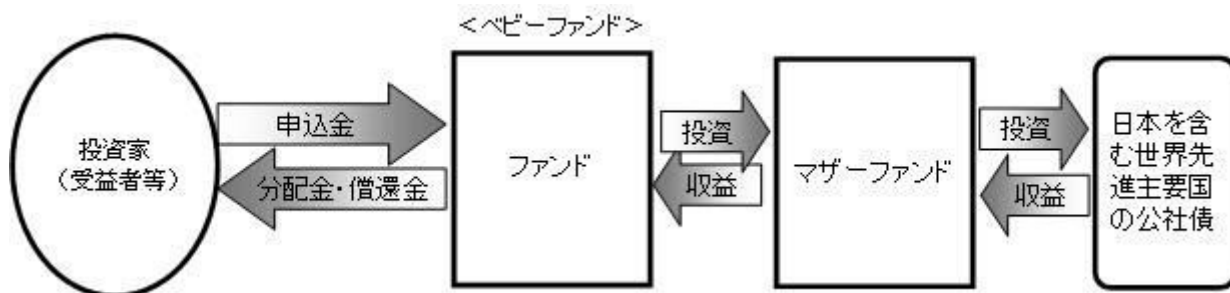 <ベビーファンド>
投資家
(受益者等)
申込金
分配金・償還金
ファンド
投資
収益
マザーファンド
投資
収益
日本を含
む世界先
進主要国
の公社債